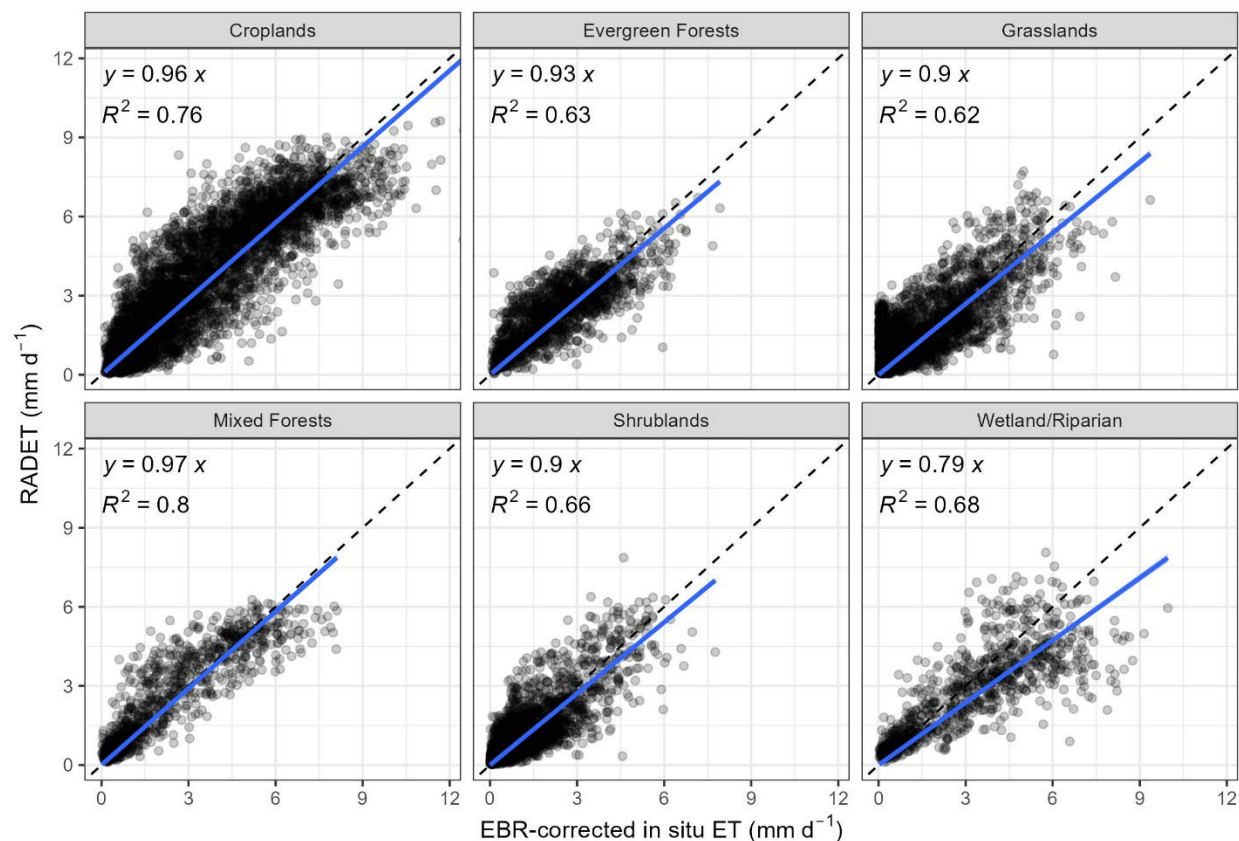 Croplands
Evergreen Forests
Grasslands
y = 0.96 x
R² = 0.76
y = 0.93 x
R² = 0.63
y = 0.9 x
R² = 0.62
12
9
6
3
0
Mixed Forests
Shrublands
Wetland/Riparian
y = 0.97 x
R² = 0.8
y = 0.9 x
R² = 0.66
y = 0.79 x
R² = 0.68
12
9
6
3
0
RADET (mm d⁻¹)
0 3 6 9 12
0 3 6 9 12
0 3 6 9 12
EBR-corrected in situ ET (mm d⁻¹)